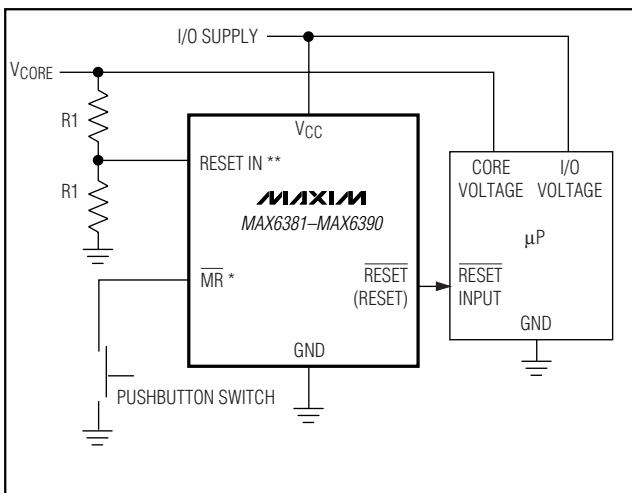 I/O SUPPLY
VCORE
R1
VCC
RESET IN **
CORE VOLTAGE
I/O VOLTAGE
R1
MAXIM
MAX6381–MAX6390
µP
MR *
RESET
(RESET)
RESET INPUT
GND
GND
PUSHBUTTON SWITCH